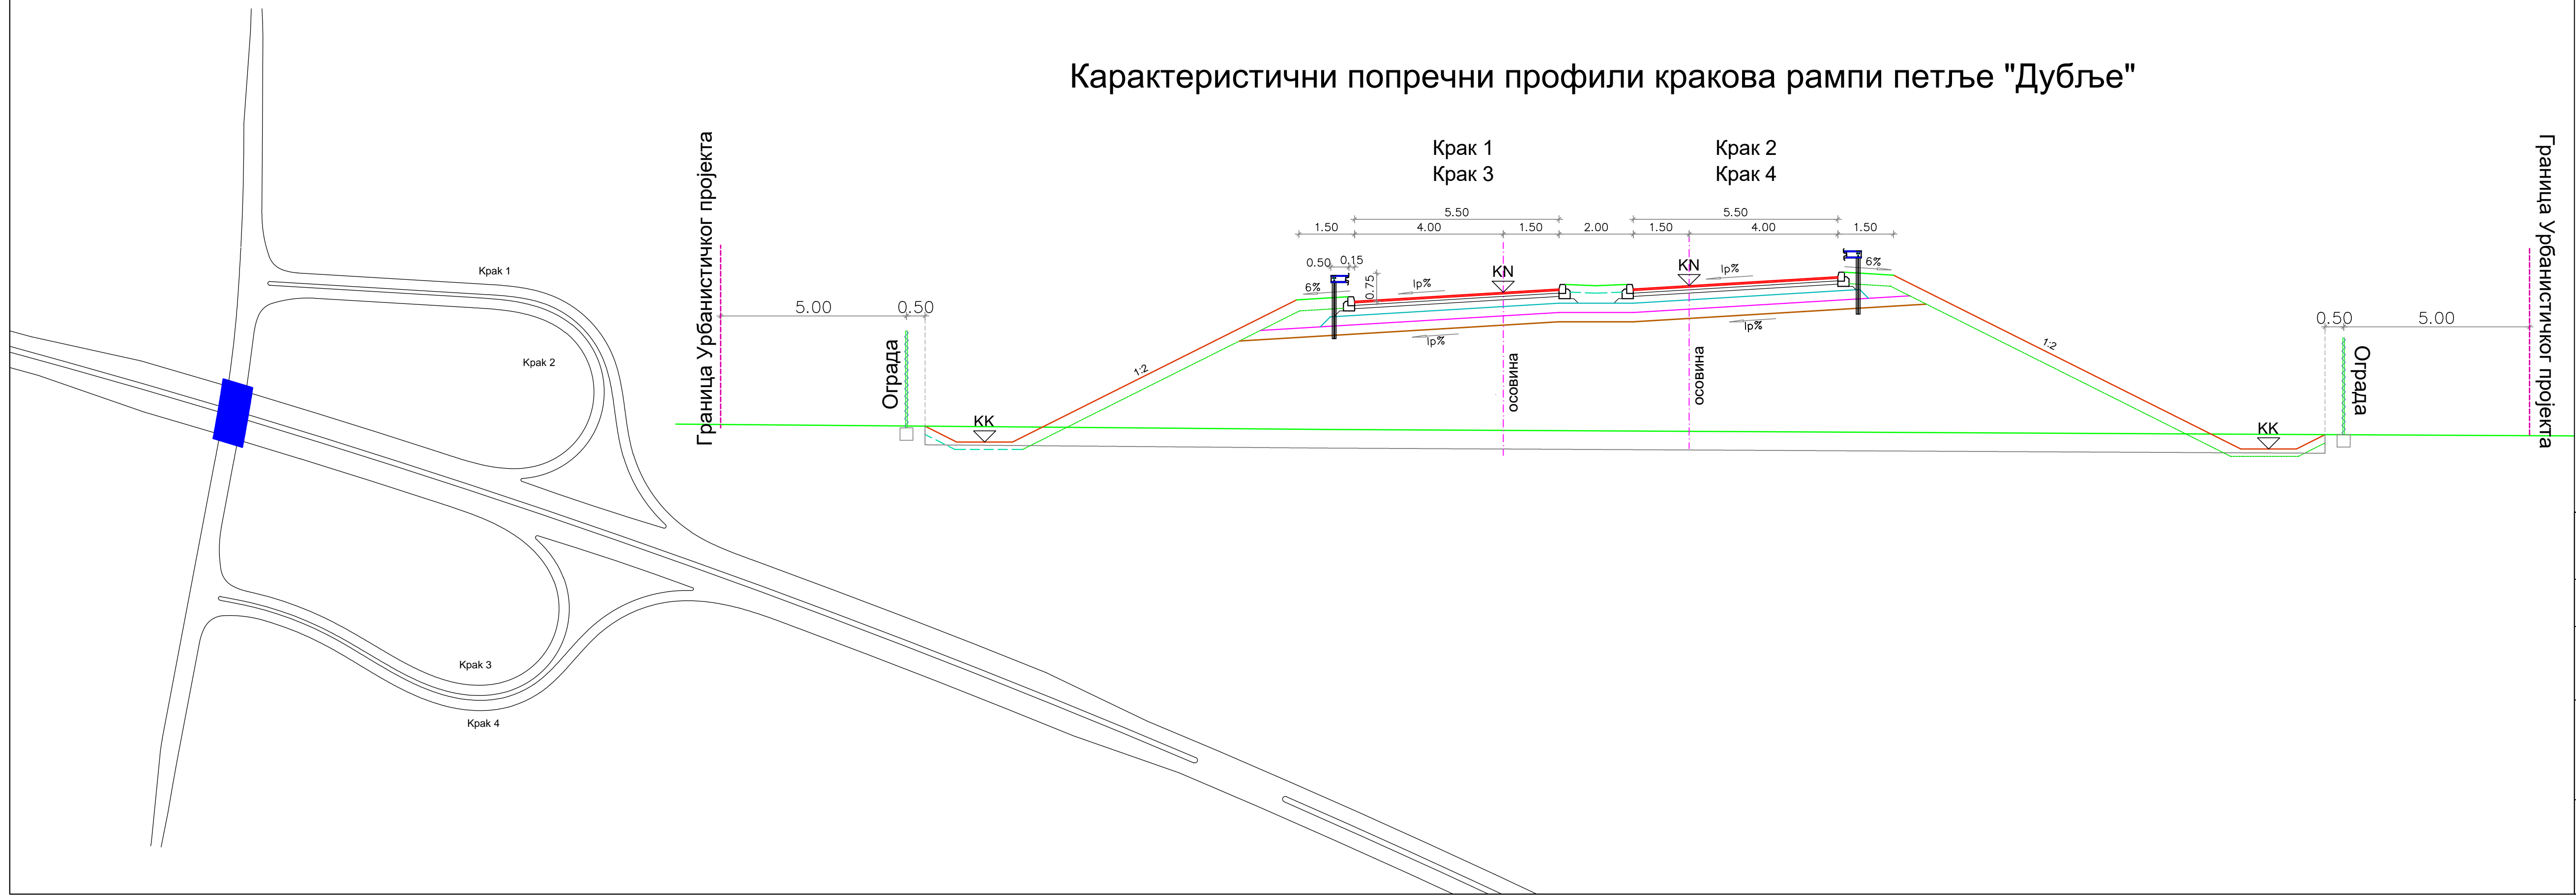 Карактеристични попречни профили кракова рампи петље "Дубље"
Крак 1
Крак 3
Крак 2
Крак 4
Граница Урбанистичког пројекта
5.00
0.50
Ограда
КК
1:2
1.50
5.50
4.00
1.50
2.00
1.50
5.50
4.00
1.50
0.50
0.15
0.75
6%
Ip%
KN
KN
Ip%
6%
Ip%
Ip%
осовина
осовина
1:2
КК
0.50
5.00
Ограда
Граница Урбанистичког пројекта
Крак 1
Крак 2
Крак 3
Крак 4